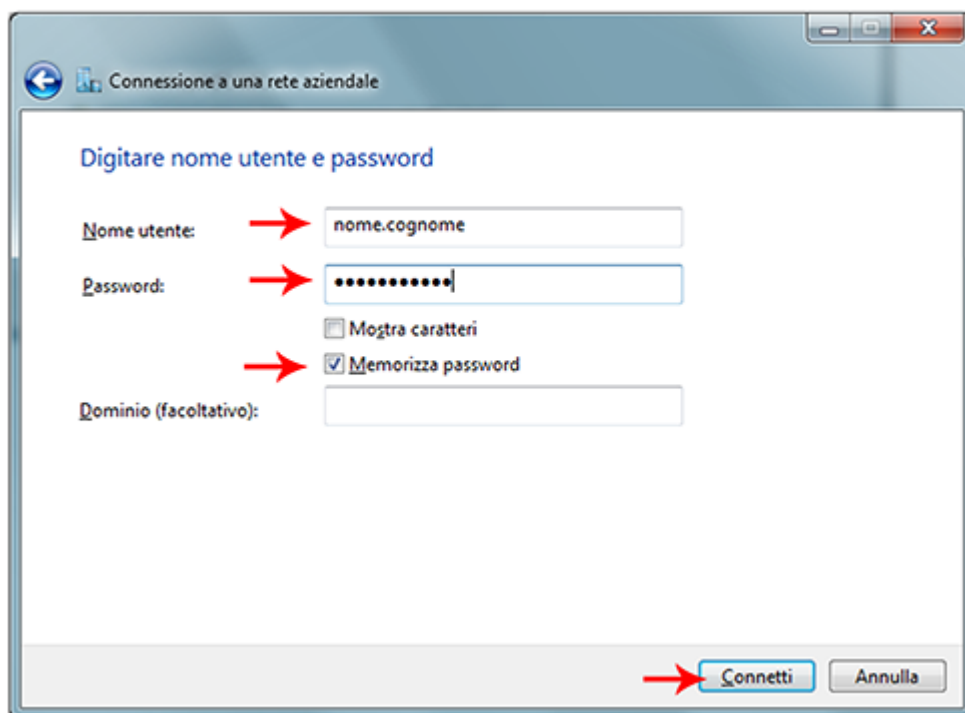 Connessione a una rete aziendale
Digitare nome utente e password
Nome utente: nome.cognome
Password: •••••••••••
Mostra caratteri
Memorizza password
Dominio (facoltativo):
Connetti Annulla